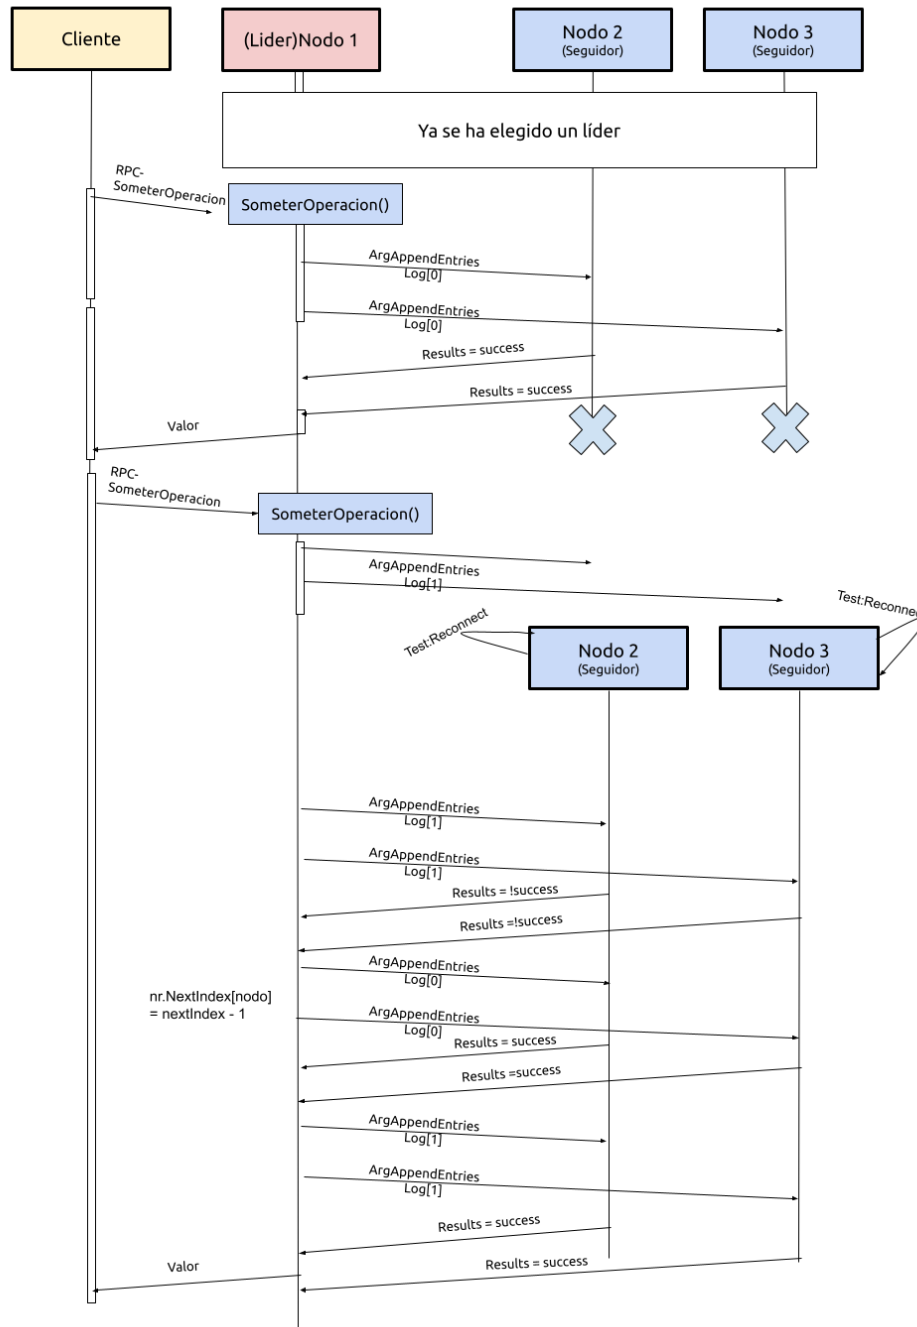 Cliente
(Lider)Nodo 1
Nodo 2
(Seguidor)
Nodo 3
(Seguidor)
Ya se ha elegido un líder
RPC-
SometerOperacion
SometerOperacion()
ArgAppendEntries
Log[0]
ArgAppendEntries
Log[0]
Results = success
Results = success
Valor
RPC-
SometerOperacion
SometerOperacion()
ArgAppendEntries
Log[1]
Test:Reconnect
Test:Reconnect
Nodo 2
(Seguidor)
Nodo 3
(Seguidor)
ArgAppendEntries
Log[1]
ArgAppendEntries
Log[1]
Results = !success
Results =!success
ArgAppendEntries
Log[0]
nr.NextIndex[nodo]
= nextIndex - 1
ArgAppendEntries
Log[0]
Results = success
Results =success
ArgAppendEntries
Log[1]
ArgAppendEntries
Log[1]
Results = success
Results = success
Valor